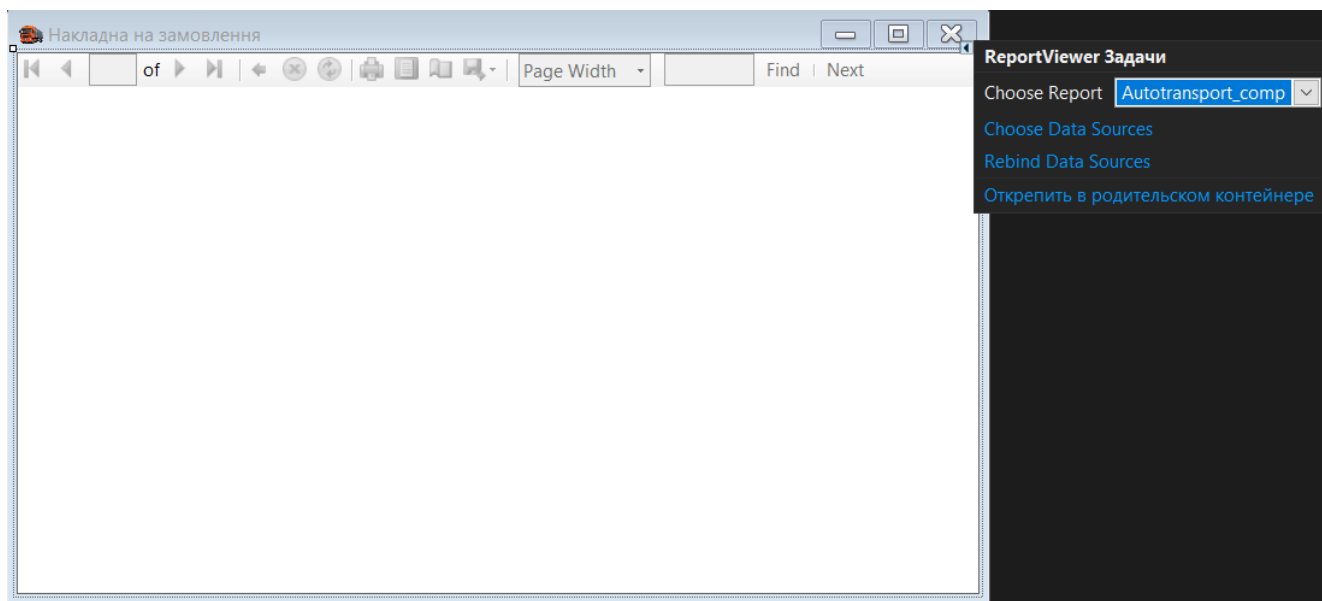 Накладна на замовлення
of
Page Width
Find
Next
ReportViewer Задачи
Choose Report Autotransport_comp
Choose Data Sources
Rebind Data Sources
Открепить в родительском контейнере